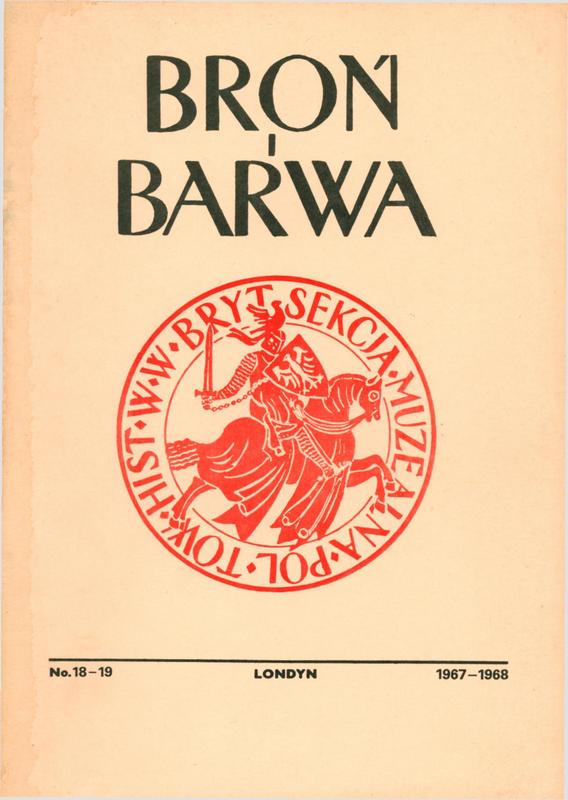 BROŃ
I
BARWA
SEKCJA · MUZEALNA · POL · TOW · HIST · W · W · BRYT
No. 18–19 LONDYN 1967–1968